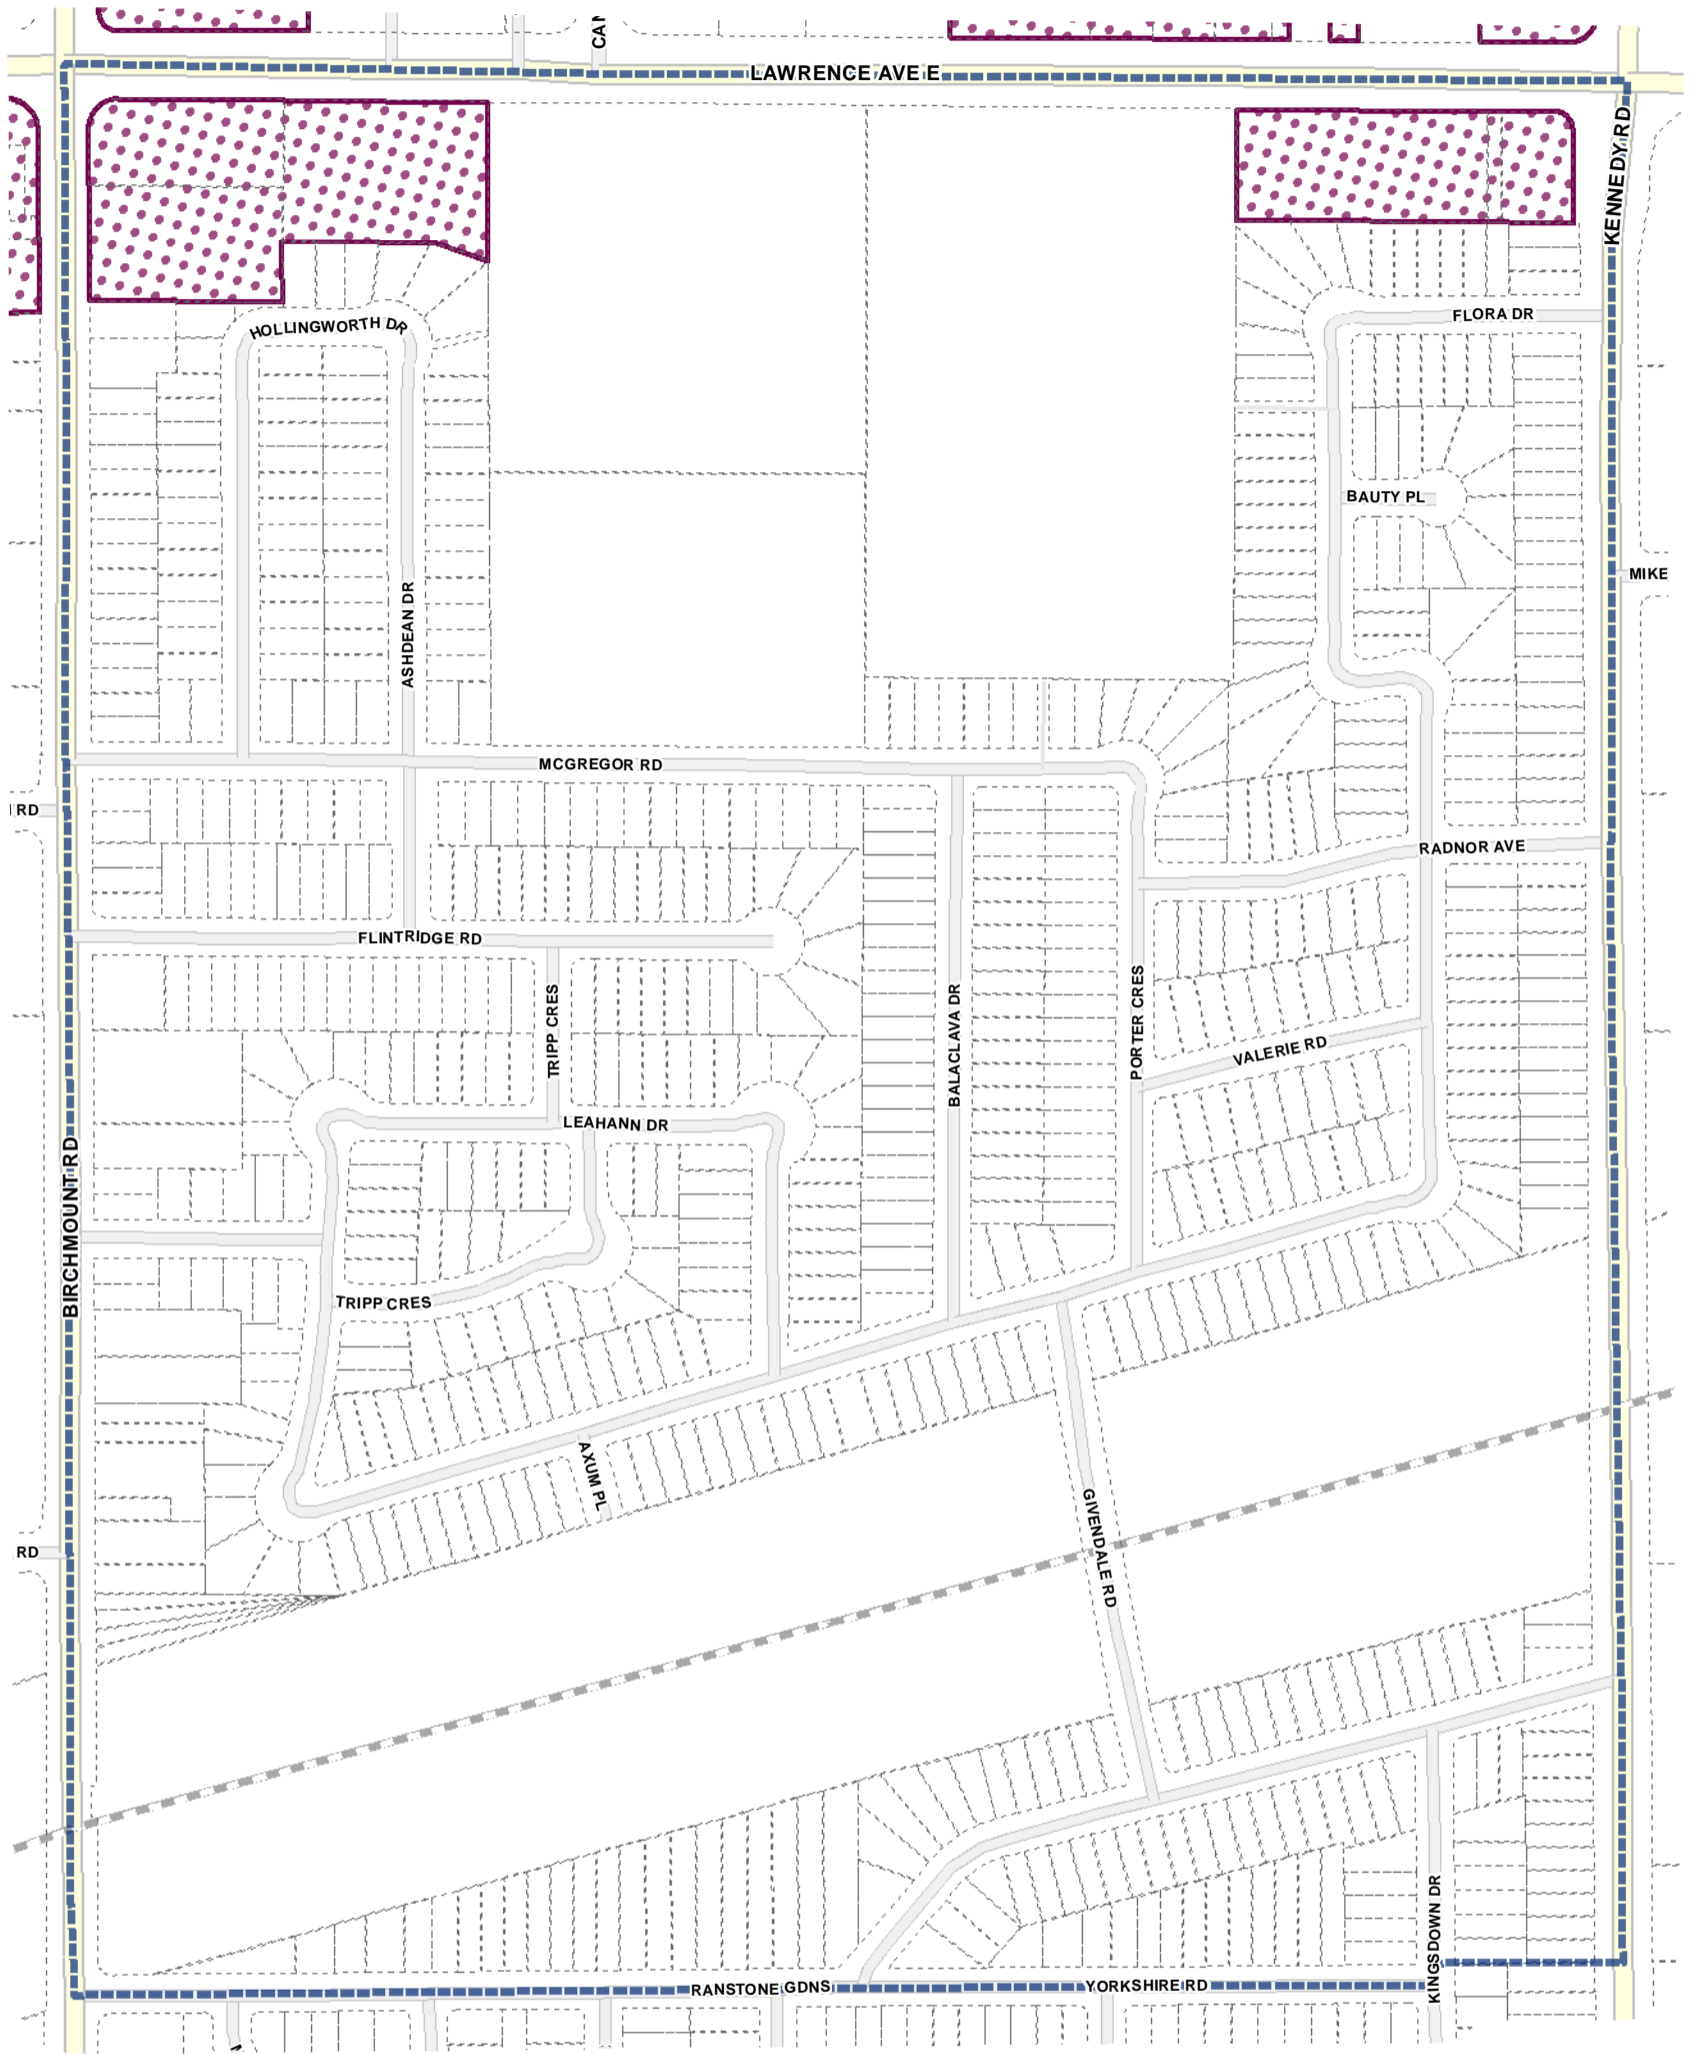 LAWRENCE AVE E
KENNEDY RD
FLORA DR
HOLLINGWORTH DR
BAUTY PL
MIKE
ASHDEAN DR
MCGREGOR RD
RD
RADNOR AVE
FLINTRIDGE RD
TRIPP CRES
BALACLAVA DR
PORTER CRES
VALERIE RD
LEAHANN DR
BIRCHMOUNT RD
TRIPP CRES
AXUM PL
GIVENDALE RD
RD
KINGSDOWN DR
RANSTONE GDNS
YORKSHIRE RD